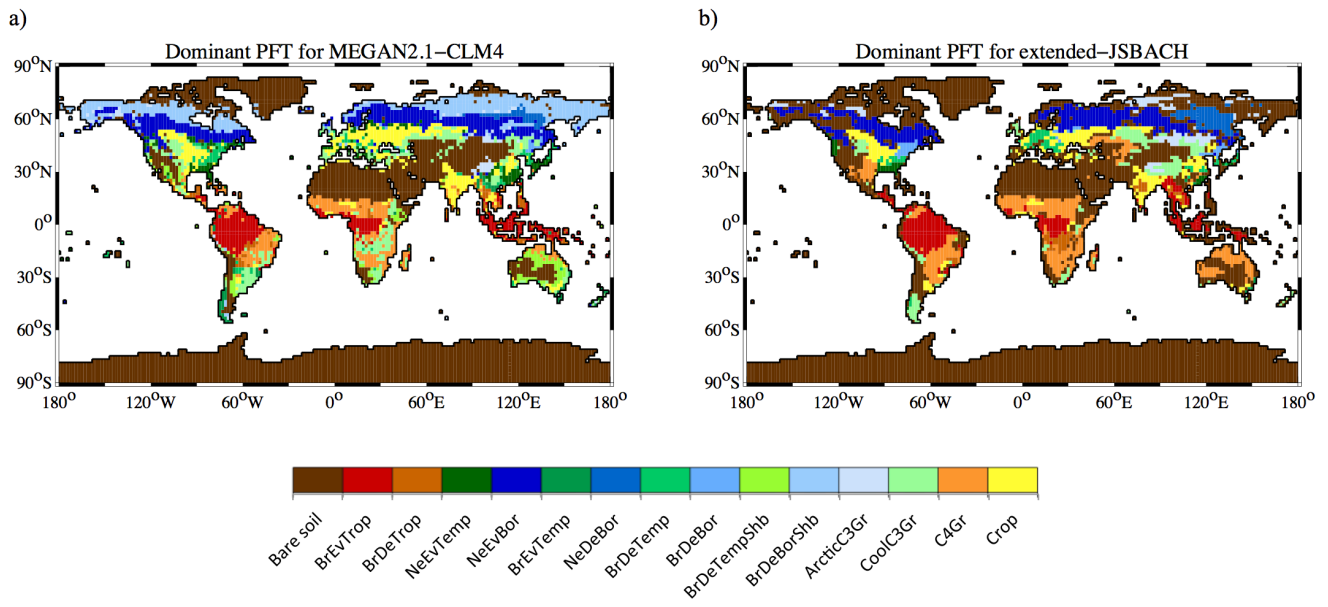 a)
b)
Dominant PFT for MEGAN2.1−CLM4
Dominant PFT for extended−JSBACH
90°N
60°N
30°N
0°
30°S
60°S
90°S
180°
120°W
60°W
0°
60°E
120°E
180°
90°N
60°N
30°N
0°
30°S
60°S
90°S
180°
120°W
60°W
0°
60°E
120°E
180°
Bare soil
BrEvTrop
BrDeTrop
NeEvTemp
NeEvBor
BrEvTemp
NeDeBor
BrDeTemp
BrDeBor
BrDeTempShb
BrDeBorShb
ArcticC3Gr
CoolC3Gr
C4Gr
Crop